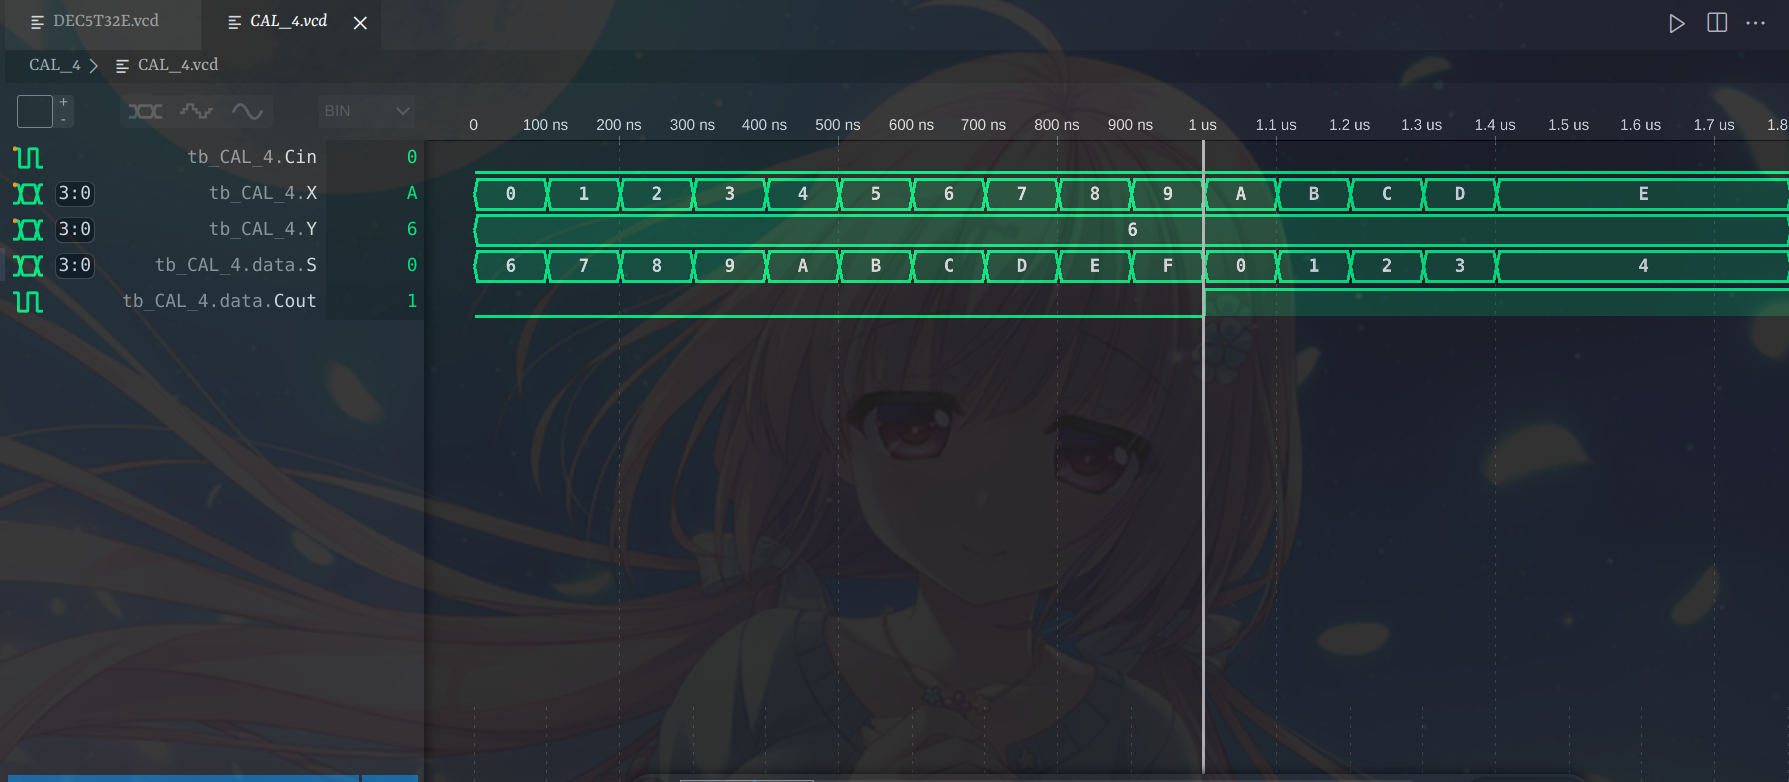 DEC5T32E.vcd CAL_4.vcd
CAL_4 CAL_4.vcd
+
- BIN
0 100 ns 200 ns 300 ns 400 ns 500 ns 600 ns 700 ns 800 ns 900 ns 1 us 1.1 us 1.2 us 1.3 us 1.4 us 1.5 us 1.6 us 1.7 us 1.8
tb_CAL_4.Cin 0
3:0 tb_CAL_4.X A 0 1 2 3 4 5 6 7 8 9 A B C D E
3:0 tb_CAL_4.Y 6 6
3:0 tb_CAL_4.data.S 0 6 7 8 9 A B C D E F 0 1 2 3 4
tb_CAL_4.data.Cout 1